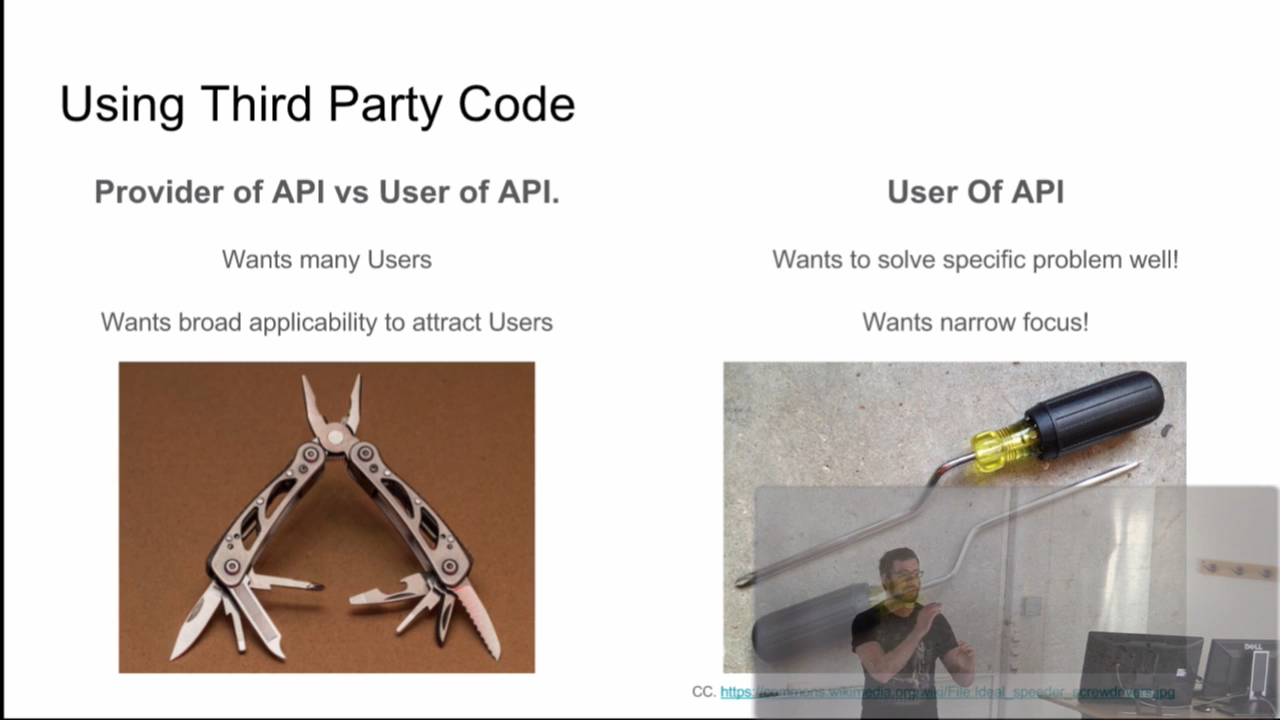 Using Third Party Code
Provider of API vs User of API.
Wants many Users
Wants broad applicability to attract Users
User Of API
Wants to solve specific problem well!
Wants narrow focus!
CC. https://commons.wikimedia.org/wiki/File:Ideal_speeder_screwdrivers.jpg
DELL